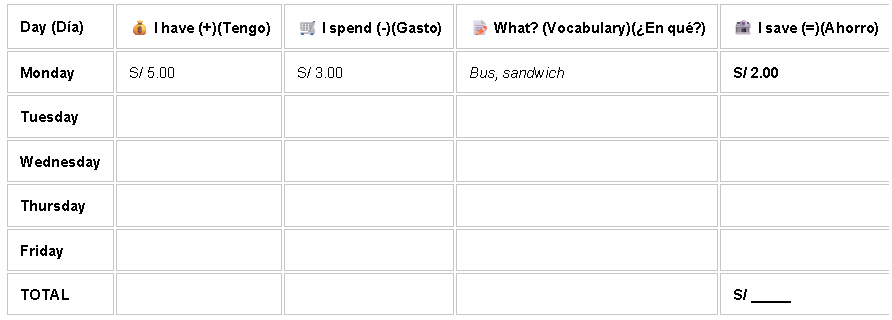 Day (Día) 💰 I have (+)(Tengo) 🛒 I spend (-)(Gasto) 📝 What? (Vocabulary)(¿En qué?) 🏫 I save (=)(Ahorro)
Monday S/ 5.00 S/ 3.00 Bus, sandwich S/ 2.00
Tuesday
Wednesday
Thursday
Friday
TOTAL S/ _____